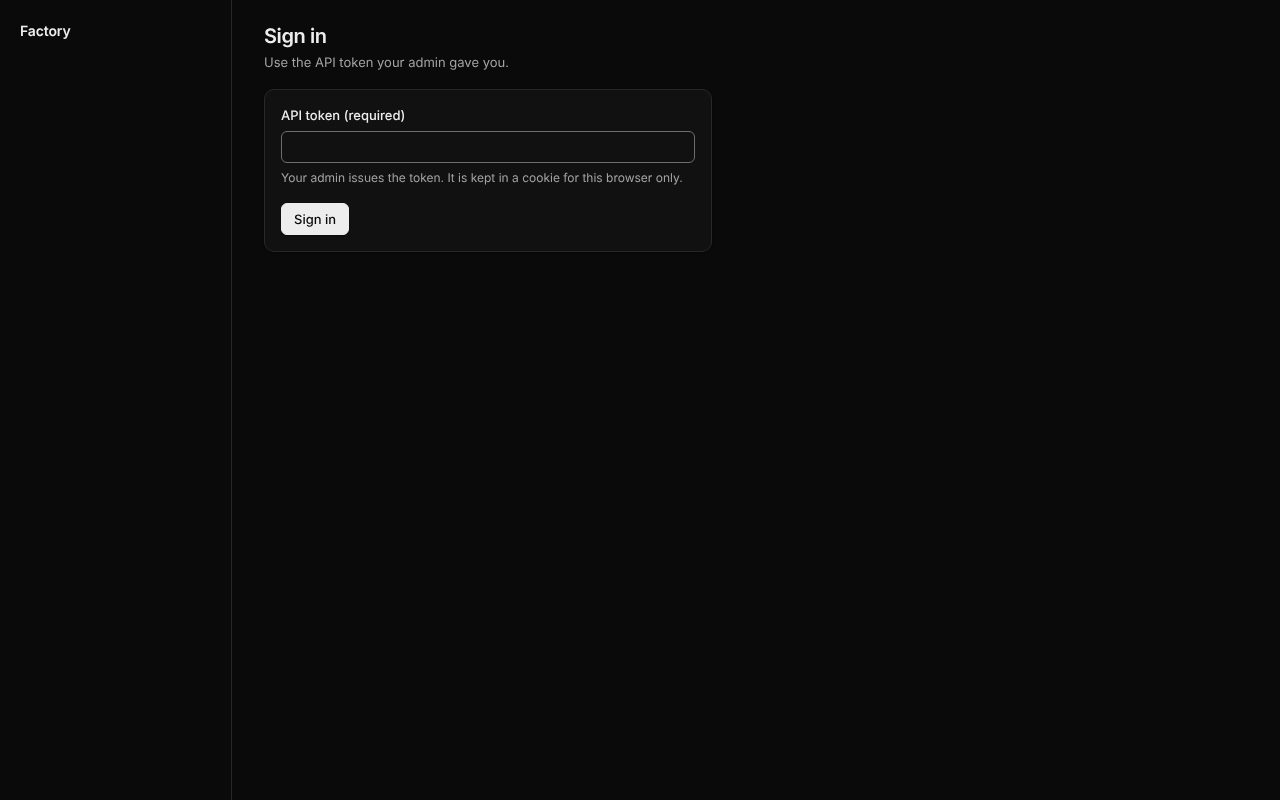 Factory
Sign in
Use the API token your admin gave you.
API token (required)
Your admin issues the token. It is kept in a cookie for this browser only.
Sign in